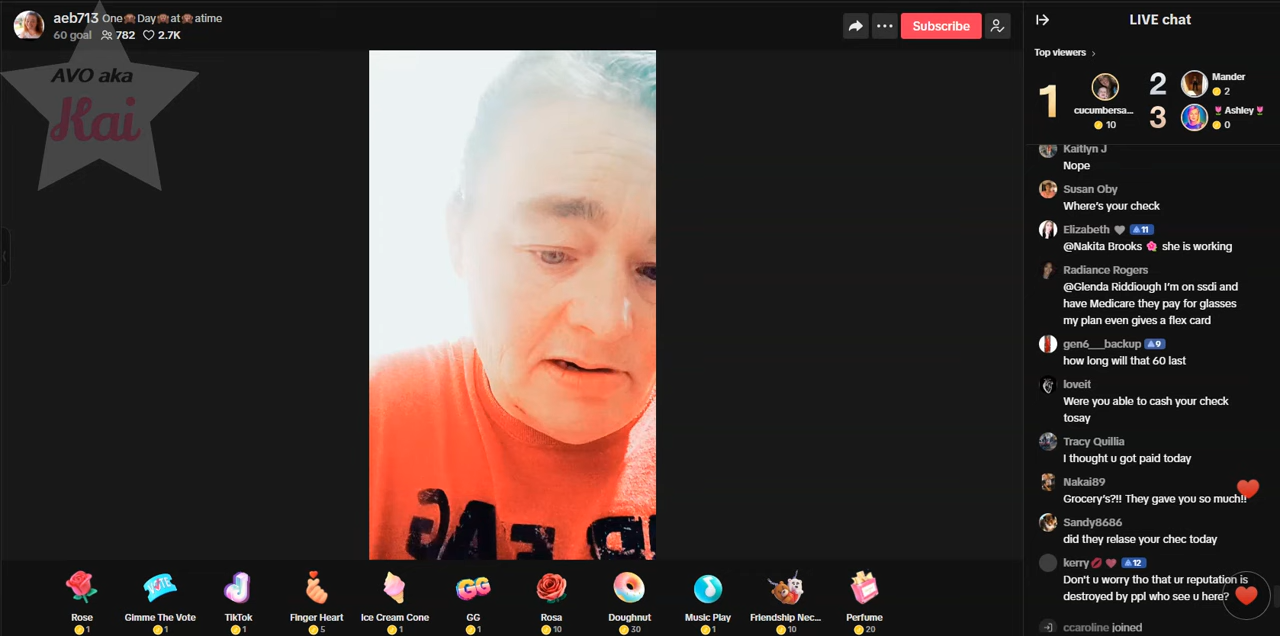 aeb713 One🙈Day🙈at🙈atime
60 goal 782 2.7K
Subscribe
AVO aka
Kai
LIVE chat
Top viewers >
1
cucumbersa...
10
2
Mander
2
3
🌷Ashley🌷
0
Kaitlyn J
Nope
Susan Oby
Where's your check
Elizabeth 🤍 11
@Nakita Brooks 🌺 she is working
Radiance Rogers
@Glenda Riddiough I'm on ssdi and
have Medicare they pay for glasses
my plan even gives a flex card
gen6___backup 9
how long will that 60 last
loveit
Were you able to cash your check
tosay
Tracy Quillia
I thought u got paid today
Nakai89
Grocery's?!! They gave you so much!!
Sandy8686
did they relase your chec today
kerry💋🩷 12
Don't u worry tho that ur reputation is
destroyed by ppl who see u here?
ccaroline joined
Rose
1
GImme The Vote
1
TikTok
1
Finger Heart
5
Ice Cream Cone
1
GG
1
Rosa
10
Doughnut
30
Music Play
1
Friendship Nec...
10
Perfume
20